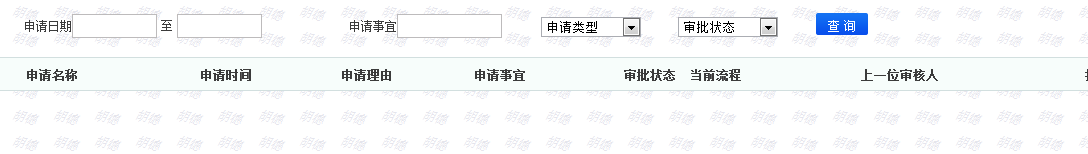 申请日期 至 申请事宜 申请类型 审批状态 查 询
申请名称 申请时间 申请理由 申请事宜 审批状态 当前流程 上一位审核人